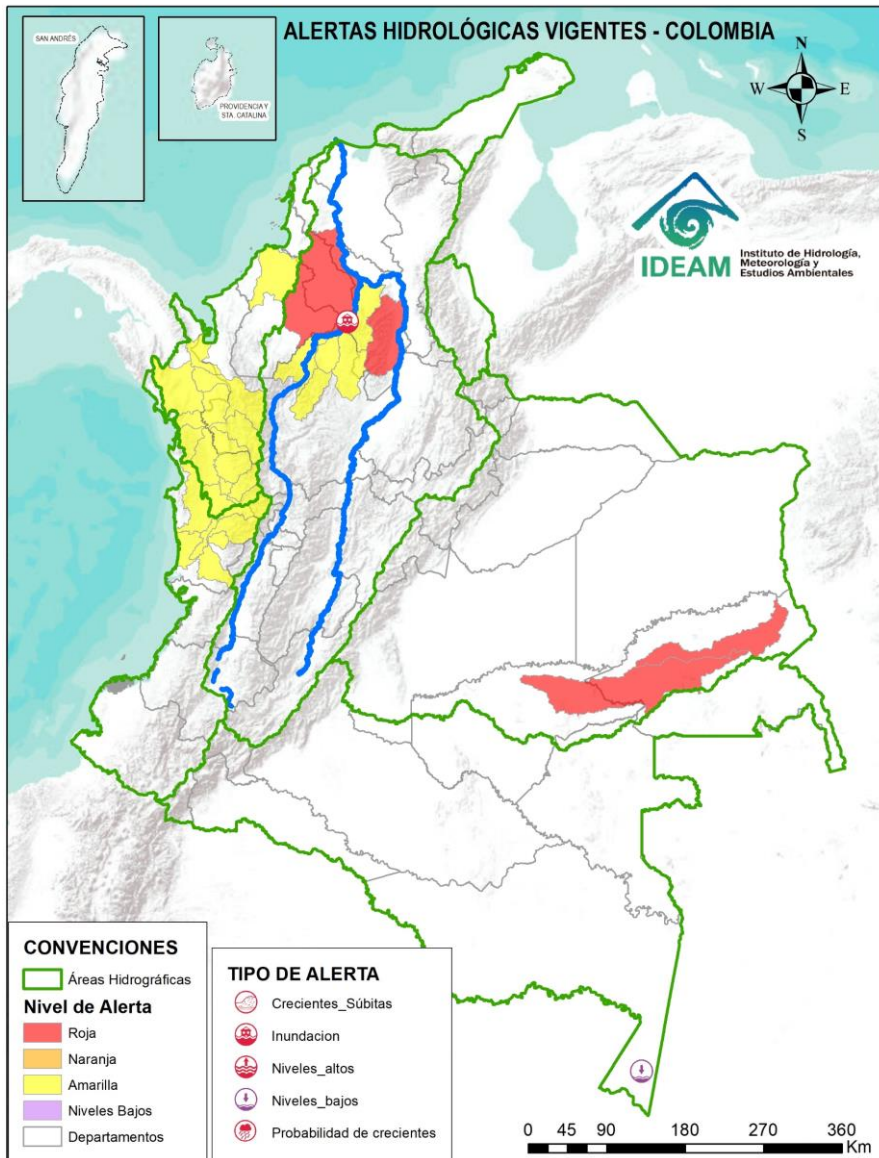 ALERTAS HIDROLÓGICAS VIGENTES - COLOMBIA
SAN ANDRÉS
PROVIDENCIA Y
STA. CATALINA
N
W
E
S
IDEAM
Instituto de Hidrología,
Meteorología y
Estudios Ambientales
CONVENCIONES
Áreas Hidrográficas
Nivel de Alerta
Roja
Naranja
Amarilla
Niveles Bajos
Departamentos
TIPO DE ALERTA
Crecientes_Súbitas
Inundacion
Niveles_altos
Niveles_bajos
Probabilidad de crecientes
0 45 90 180 270 360
Km